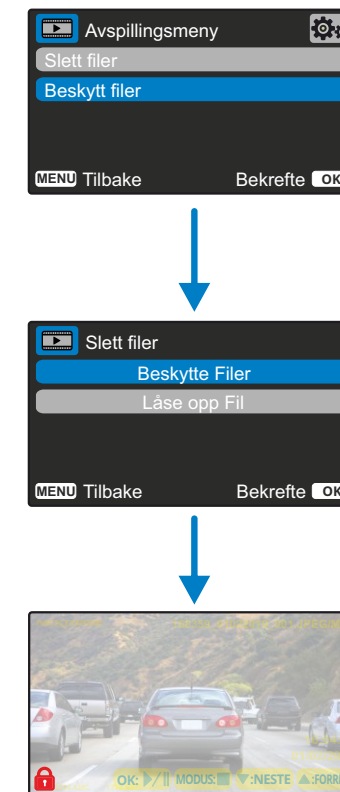 Avspillingsmeny
Slett filer
Beskytt filer
MENU Tilbake Bekrefte OK
Slett filer
Beskytte Filer
Låse opp Fil
MENU Tilbake Bekrefte OK
OK: MODUS: :NESTE :FORR